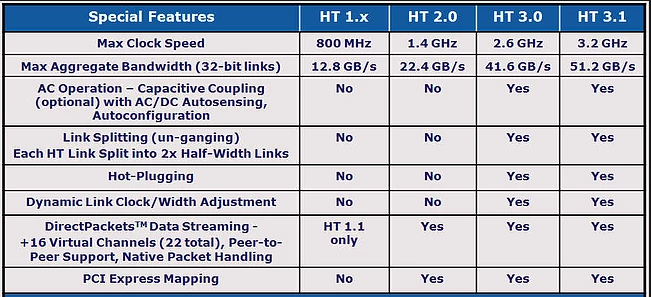 Special Features HT 1.x HT 2.0 HT 3.0 HT 3.1
Max Clock Speed 800 MHz 1.4 GHz 2.6 GHz 3.2 GHz
Max Aggregate Bandwidth (32-bit links) 12.8 GB/s 22.4 GB/s 41.6 GB/s 51.2 GB/s
AC Operation – Capacitive Coupling
(optional) with AC/DC Autosensing,
Autoconfiguration
No No Yes Yes
Link Splitting (un-ganging)
Each HT Link Split into 2x Half-Width Links
No No Yes Yes
Hot-Plugging No No Yes Yes
Dynamic Link Clock/Width Adjustment No No Yes Yes
DirectPackets™ Data Streaming -
+16 Virtual Channels (22 total), Peer-to-
Peer Support, Native Packet Handling
HT 1.1
only
Yes Yes Yes
PCI Express Mapping No Yes Yes Yes